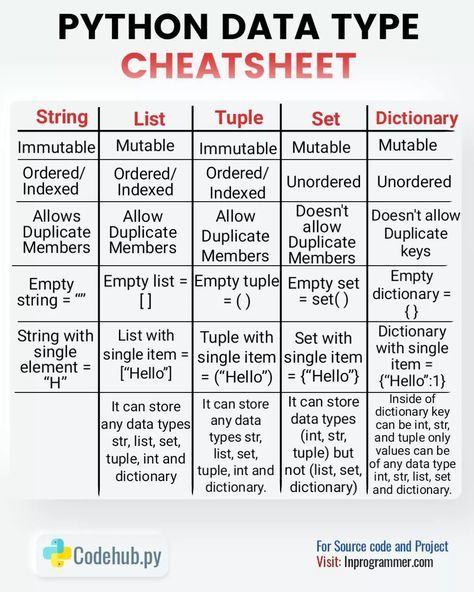 PYTHON DATA TYPE
CHEATSHEET
String List Tuple Set Dictionary
Immutable Mutable Immutable Mutable Mutable
Ordered/
Indexed
Ordered/
Indexed
Ordered/
Indexed
Unordered
Unordered
Allows
Duplicate
Members
Allow
Duplicate
Members
Allow
Duplicate
Members
Doesn't
allow
Duplicate
Members
Doesn't allow
Duplicate
keys
Empty
string = “”
Empty list =
[ ]
Empty tuple
= ( )
Empty set
= set( )
Empty
dictionary =
{ }
String with
single
element =
“H”
List with
single item =
[“Hello”]
Tuple with
single item
= (“Hello”)
Set with
single item
= {“Hello”}
Dictionary
with single
item =
{“Hello”:1}
It can store
any data types
str, list, set,
tuple, int and
dictionary
It can store
any data
types str,
list, set,
tuple, int and
dictionary.
It can store
data types
(int, str,
tuple) but
not (list, set,
dictionary)
Inside of
dictionary key
can be int, str,
and tuple only
values can be
of any data type
int, str, list, set
and dictionary.
Codehub.py
For Source code and Project
Visit: Inprogrammer.com